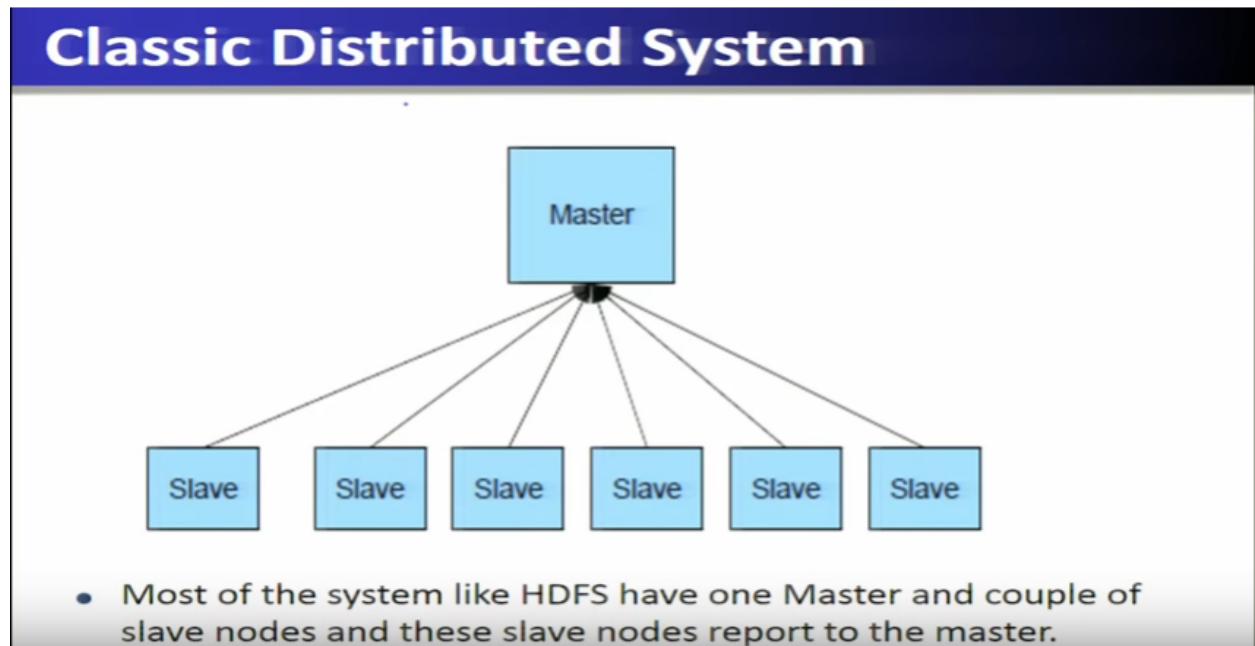 Classic Distributed System
Master
Slave Slave Slave Slave Slave Slave
• Most of the system like HDFS have one Master and couple of
slave nodes and these slave nodes report to the master.